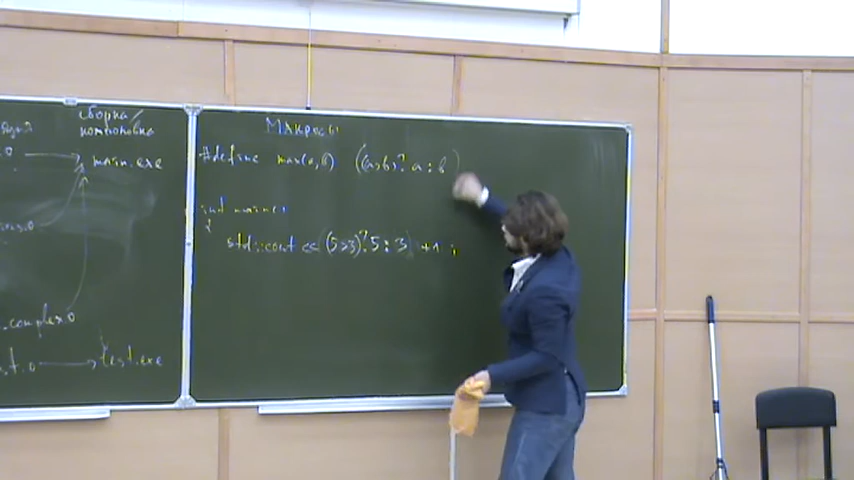 сборка/
компоновка
main.exe
.complex.o
t.o → test.exe
Макросы
#define max(a,b) ((a>b)? a : b)
int main()
{
std::cout << (5>3)? 5 : 3) +1 ;